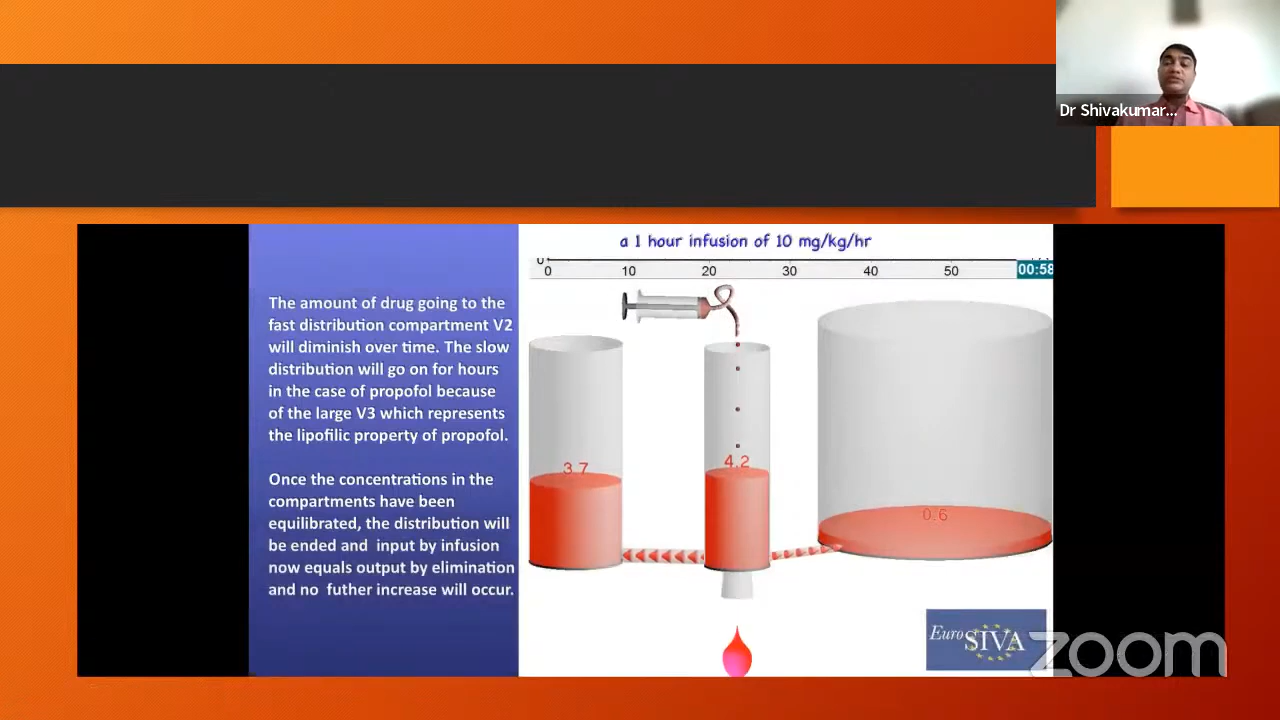 Dr Shivakumar...
a 1 hour infusion of 10 mg/kg/hr
0 10 20 30 40 50 00:58
The amount of drug going to the
fast distribution compartment V2
will diminish over time. The slow
distribution will go on for hours
in the case of propofol because
of the large V3 which represents
the lipofilic property of propofol.
Once the concentrations in the
compartments have been
equilibrated, the distribution will
be ended and input by infusion
now equals output by elimination
and no futher increase will occur.
3.7
4.2
0.6
Euro SIVA
zoom